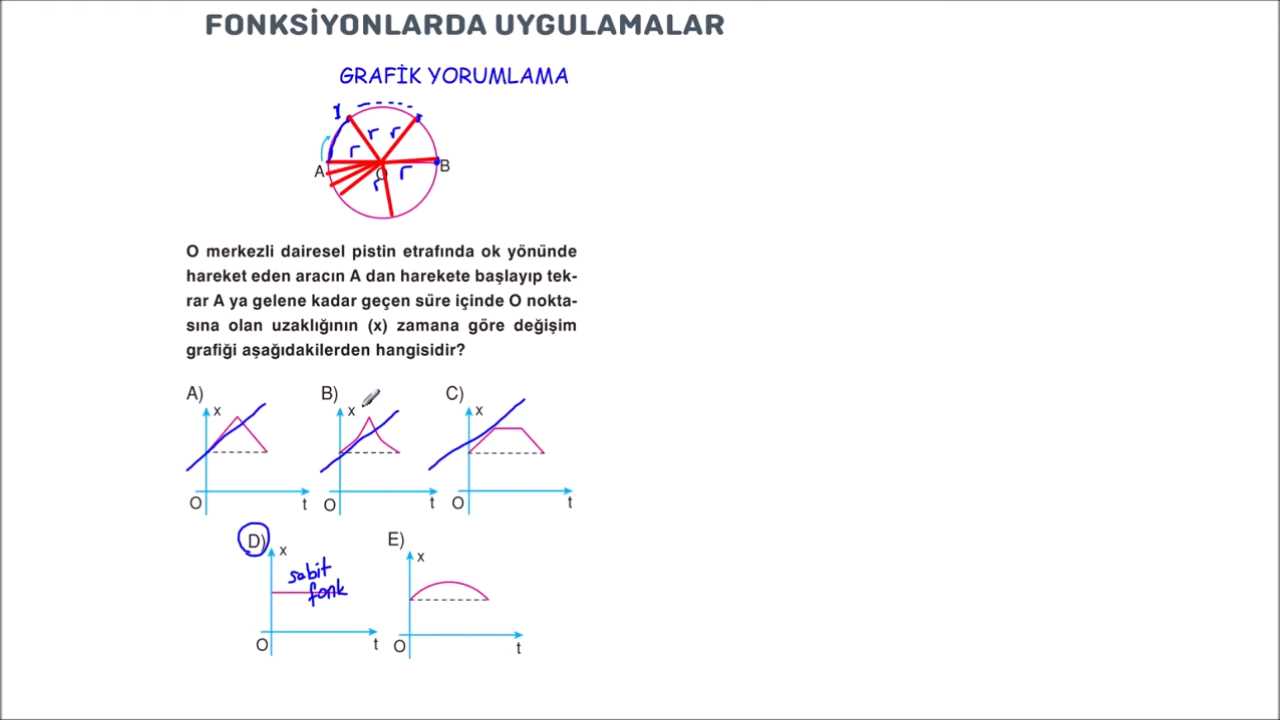 FONKSİYONLARDA UYGULAMALAR
GRAFİK YORUMLAMA
I
r r
r
A O r B
r
O merkezli dairesel pistin etrafında ok yönünde
hareket eden aracın A dan harekete başlayıp tek-
rar A ya gelene kadar geçen süre içinde O nokta-
sına olan uzaklığının (x) zamana göre değişim
grafiği aşağıdakilerden hangisidir?
A) B) C)
x x x
O t O t O t
D) E)
x x
sabit
fonk
O t O t